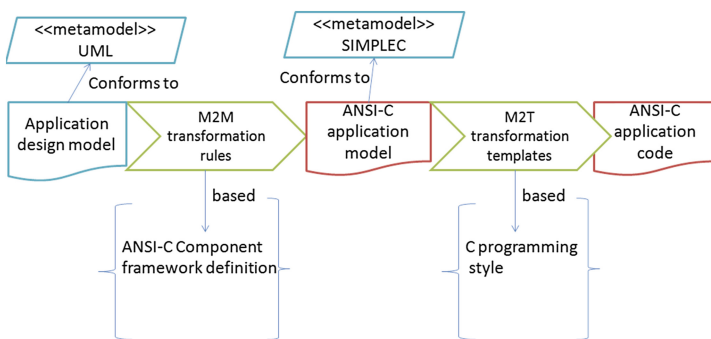 <<metamodel>>
UML
<<metamodel>>
SIMPLEC
Conforms to
Conforms to
Application
design model
M2M
transformation
rules
ANSI-C
application
model
M2T
transformation
templates
ANSI-C
application
code
based
based
ANSI-C Component
framework definition
C programming
style